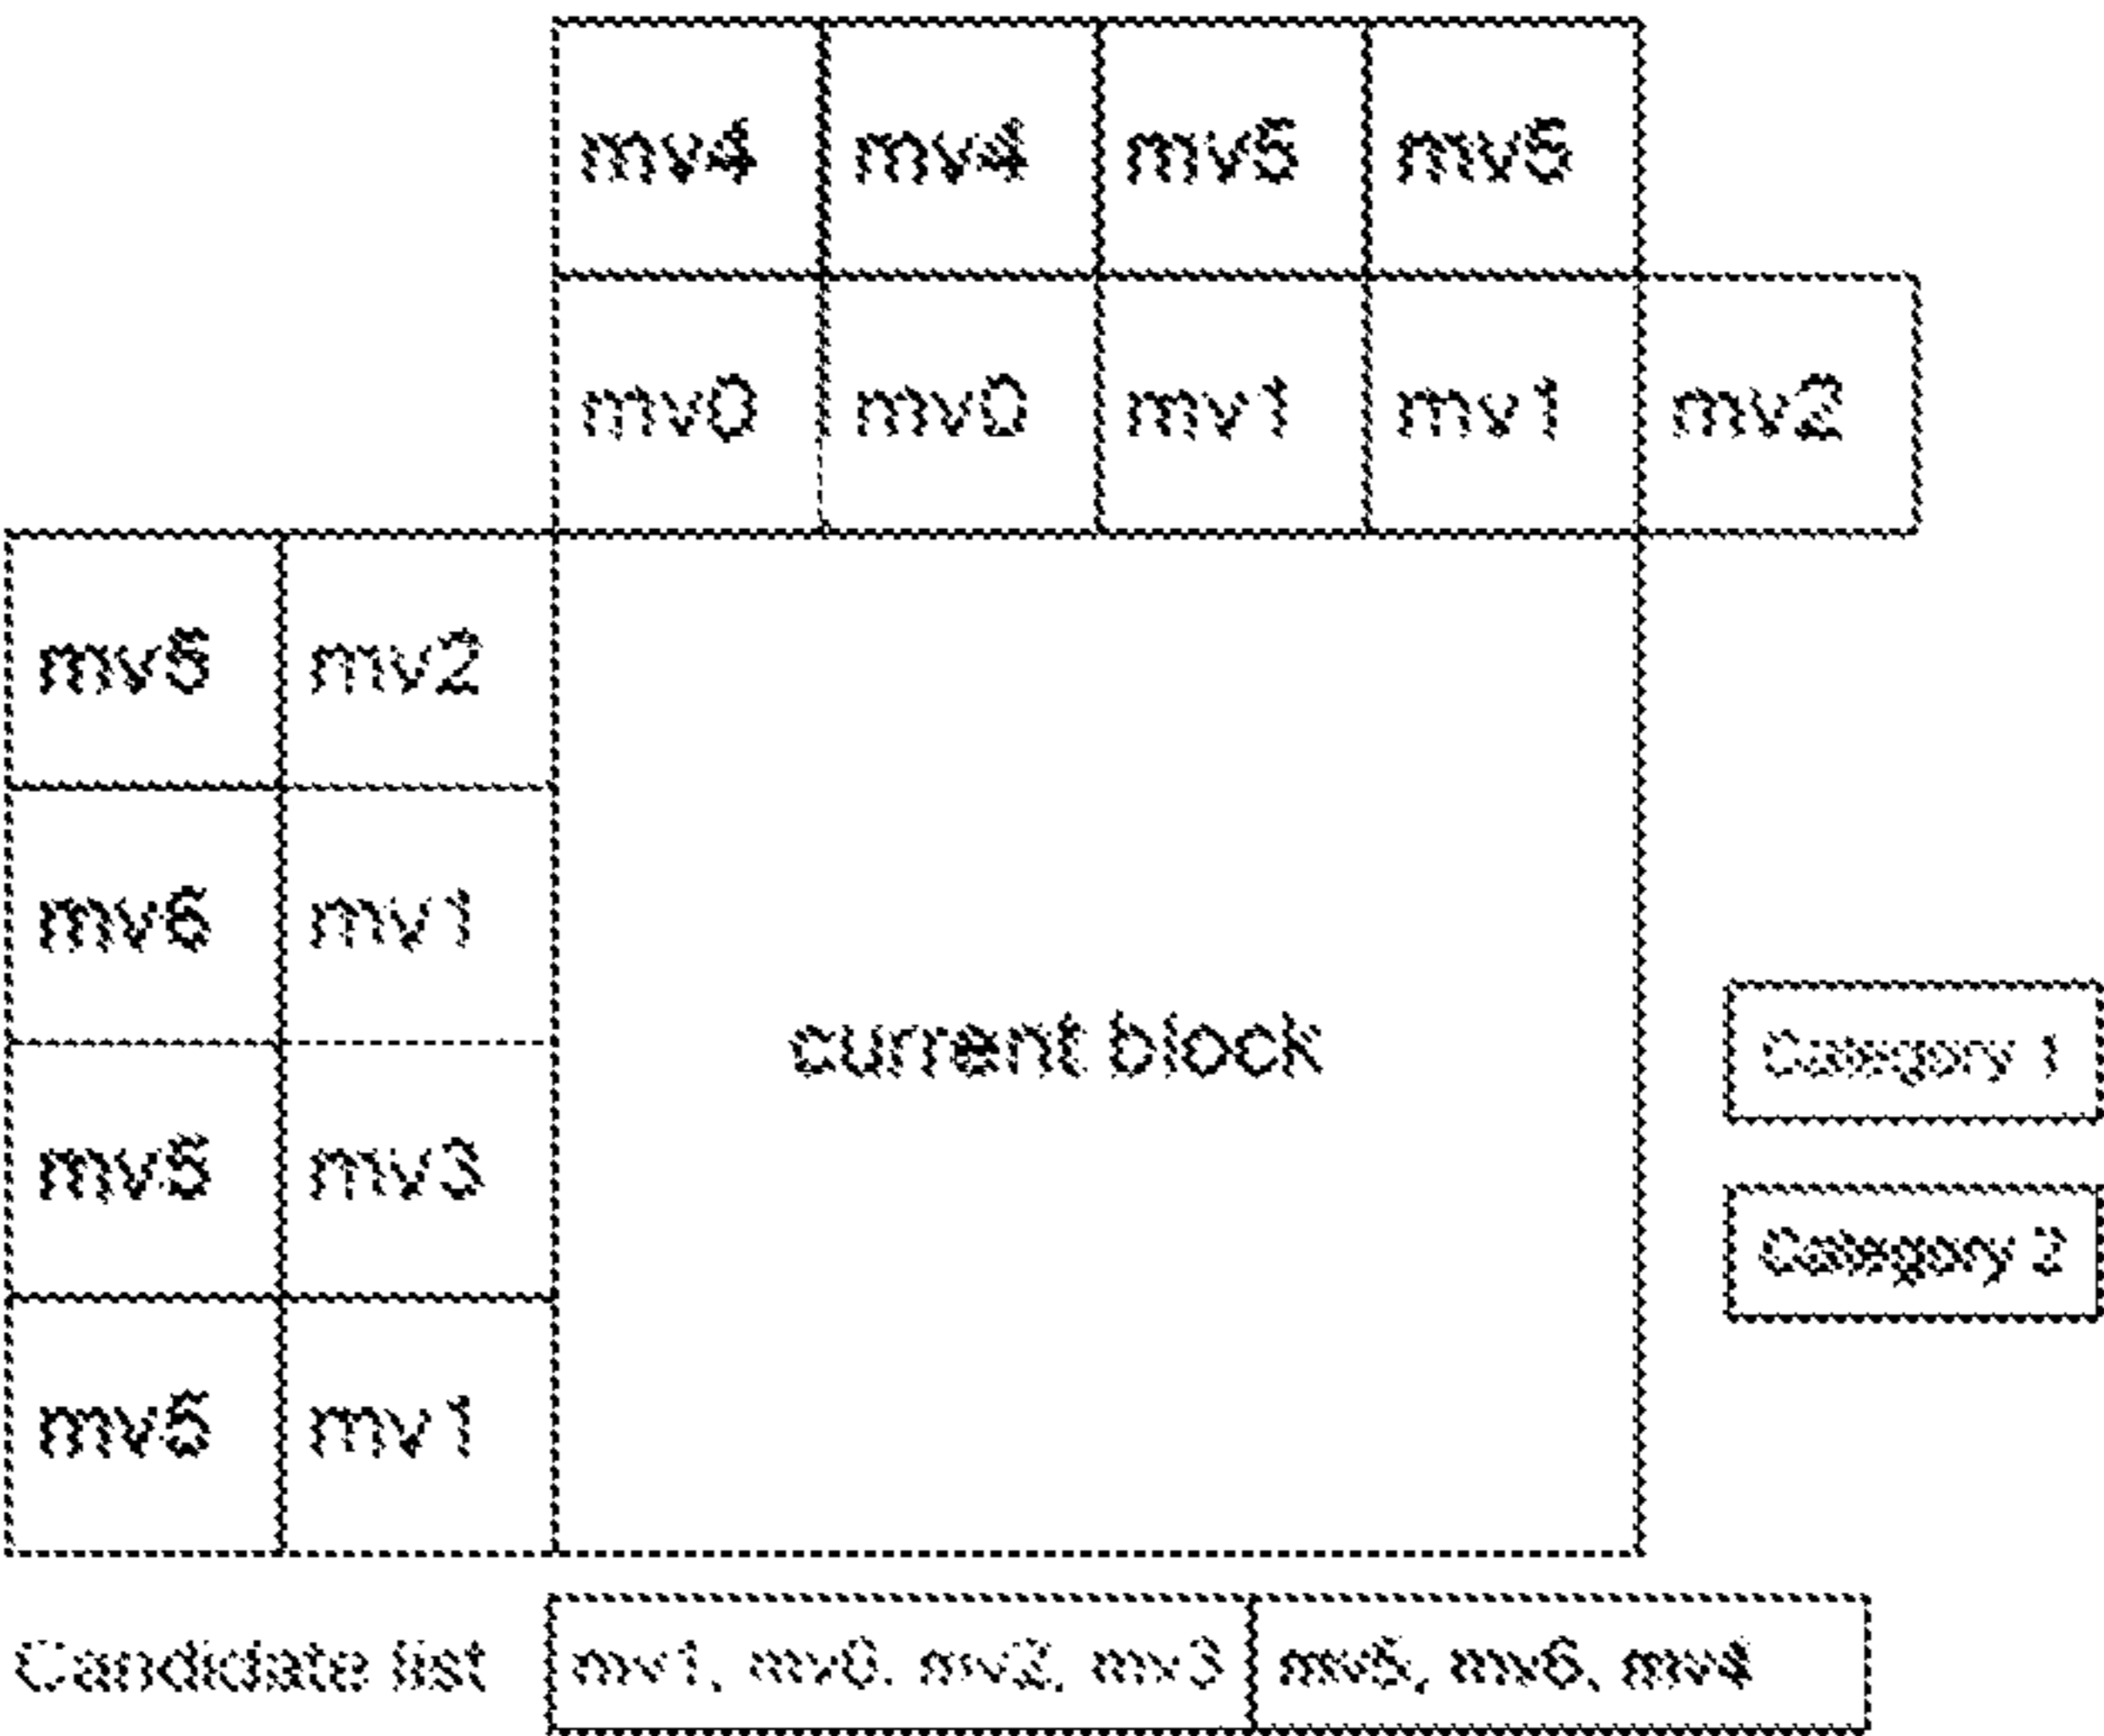 mv4 mv4 mv5 mv5
mv0 mv0 mv1 mv1 mv2
mv5 mv2
mv6 mv1
current block
Category 1
mv5 mv3
Category 2
mv1
Candidate list mv1, mv0, mv2, mv3 mv5, mv6, mv4